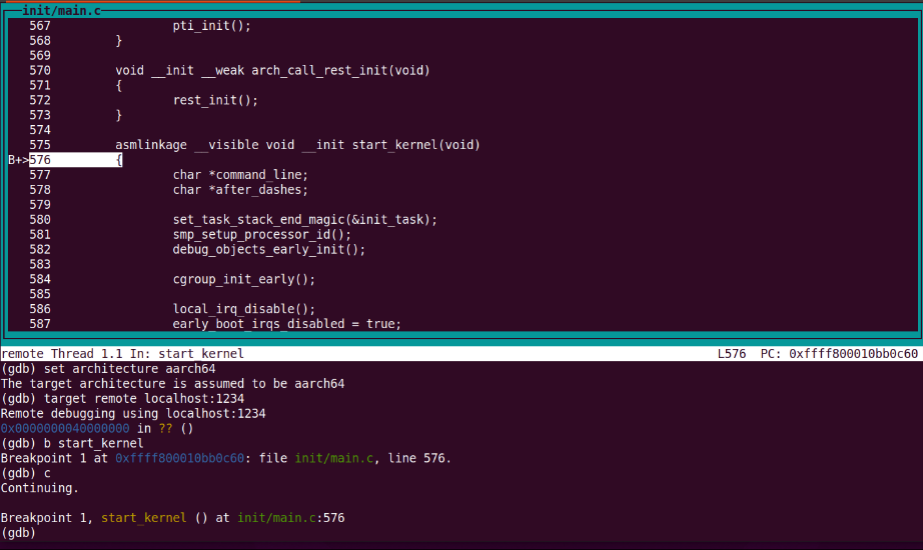 init/main.c
567 pti_init();
568 }
569
570 void __init __weak arch_call_rest_init(void)
571 {
572 rest_init();
573 }
574
575 asmlinkage __visible void __init start_kernel(void)
B+>576 {
577 char *command_line;
578 char *after_dashes;
579
580 set_task_stack_end_magic(&init_task);
581 smp_setup_processor_id();
582 debug_objects_early_init();
583
584 cgroup_init_early();
585
586 local_irq_disable();
587 early_boot_irqs_disabled = true;
remote Thread 1.1 In: start_kernel L576 PC: 0xffff800010bb0c60
(gdb) set architecture aarch64
The target architecture is assumed to be aarch64
(gdb) target remote localhost:1234
Remote debugging using localhost:1234
0x0000000040000000 in ?? ()
(gdb) b start_kernel
Breakpoint 1 at 0xffff800010bb0c60: file init/main.c, line 576.
(gdb) c
Continuing.
Breakpoint 1, start_kernel () at init/main.c:576
(gdb)